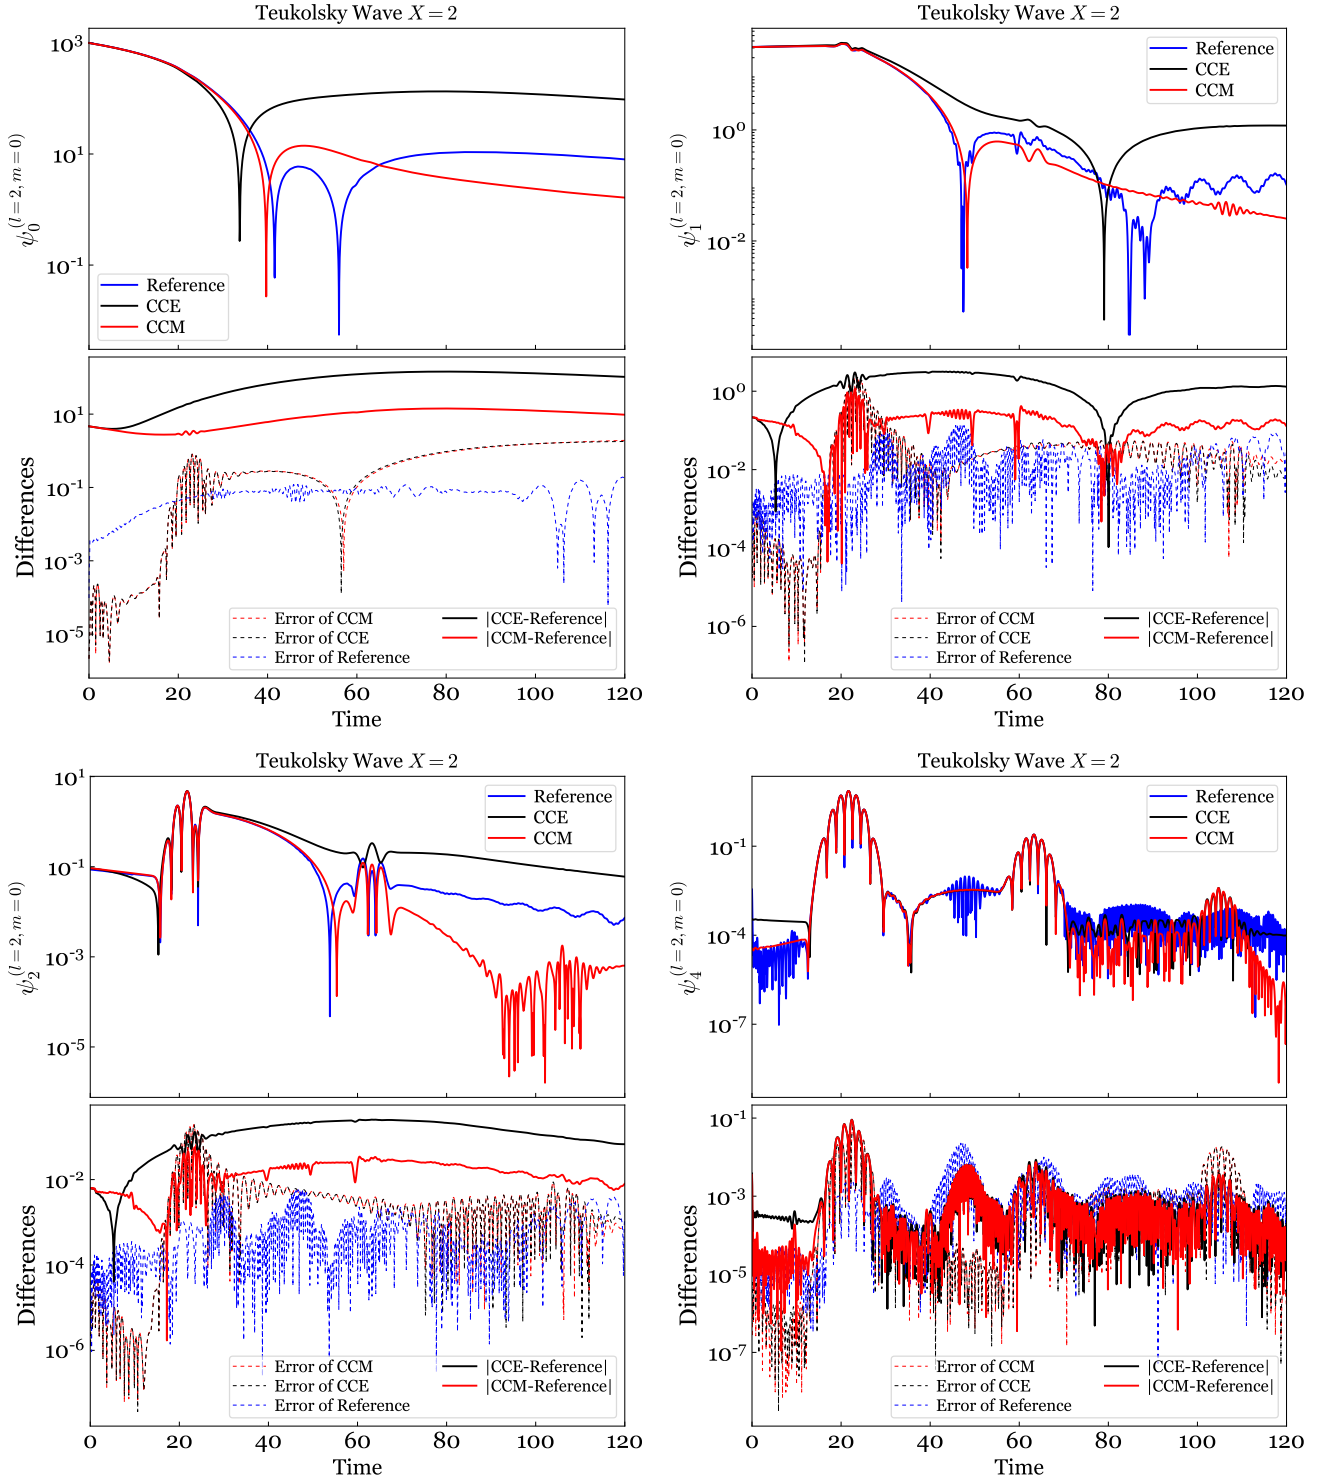 Teukolsky Wave X = 2
10³
10¹
10⁻¹
ψ₀^(l=2, m=0)
Reference
CCE
CCM
10¹
10⁻¹
10⁻³
10⁻⁵
Differences
Error of CCM
Error of CCE
Error of Reference
|CCE-Reference|
|CCM-Reference|
0 20 40 60 80 100 120
Time
Teukolsky Wave X = 2
10⁰
10⁻²
ψ₁^(l=2, m=0)
Reference
CCE
CCM
10⁰
10⁻²
10⁻⁴
10⁻⁶
Differences
Error of CCM
Error of CCE
Error of Reference
|CCE-Reference|
|CCM-Reference|
0 20 40 60 80 100 120
Time
Teukolsky Wave X = 2
10¹
10⁻¹
10⁻³
10⁻⁵
ψ₂^(l=2, m=0)
Reference
CCE
CCM
10⁻²
10⁻⁴
10⁻⁶
Differences
Error of CCM
Error of CCE
Error of Reference
|CCE-Reference|
|CCM-Reference|
0 20 40 60 80 100 120
Time
Teukolsky Wave X = 2
10⁻¹
10⁻⁴
10⁻⁷
ψ₄^(l=2, m=0)
Reference
CCE
CCM
10⁻¹
10⁻³
10⁻⁵
10⁻⁷
Differences
Error of CCM
Error of CCE
Error of Reference
|CCE-Reference|
|CCM-Reference|
0 20 40 60 80 100 120
Time